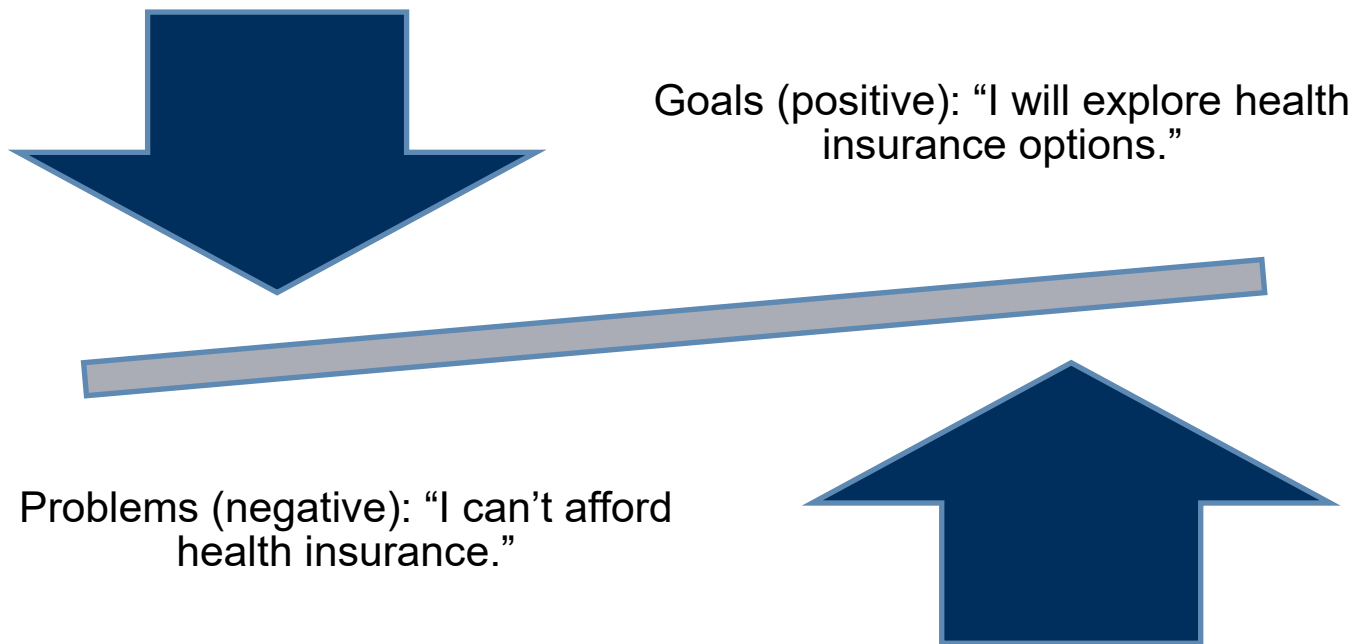 Goals (positive): “I will explore health
insurance options.”
Problems (negative): “I can’t afford
health insurance.”